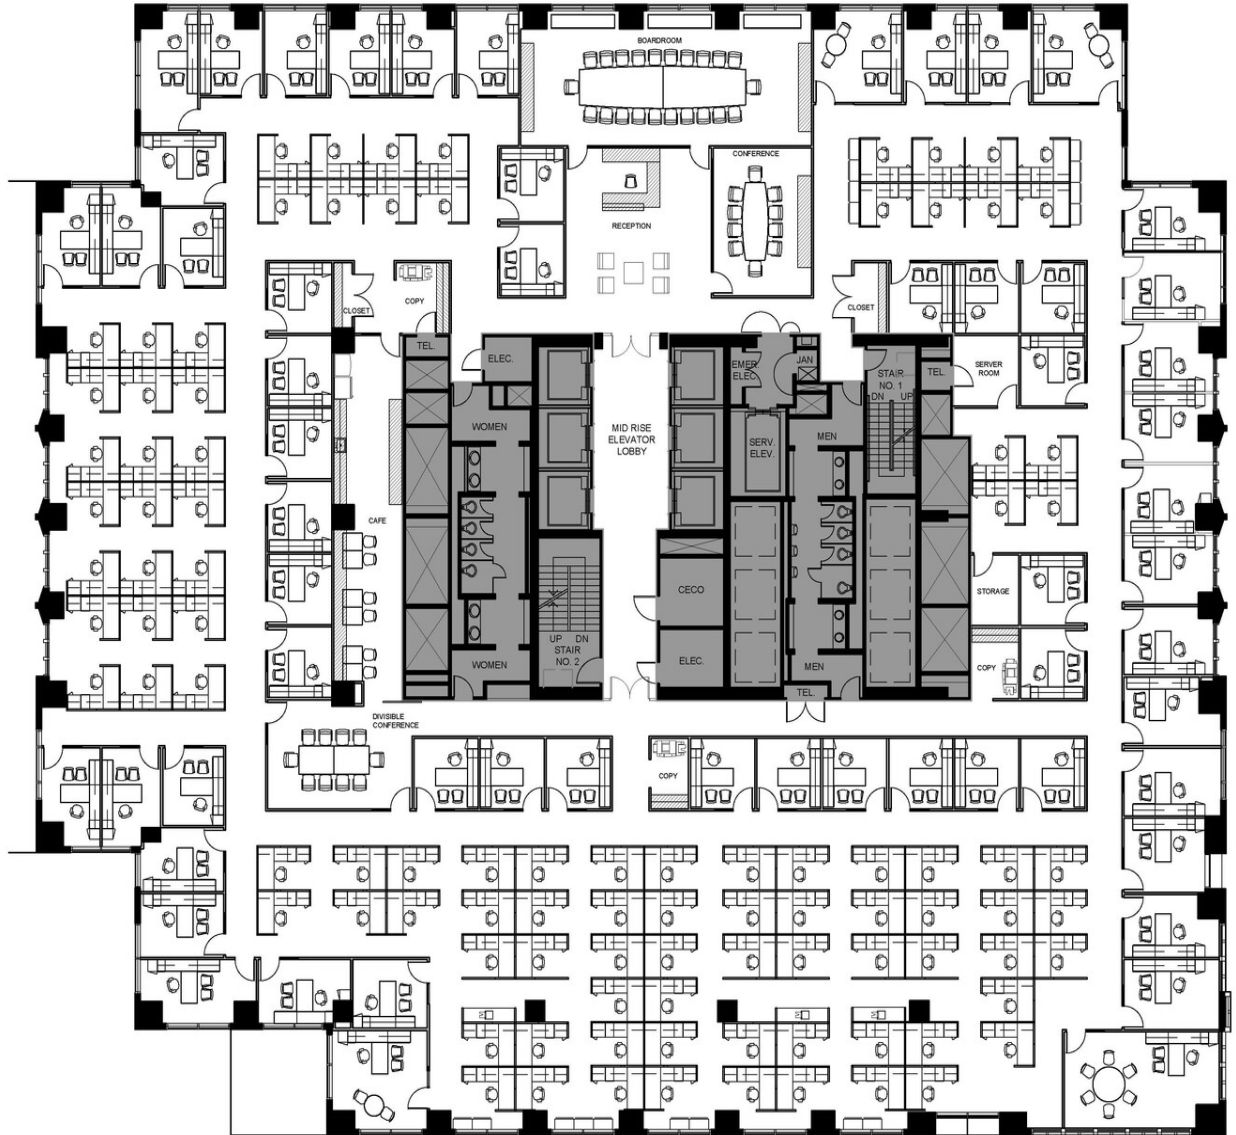 BOARDROOM
CONFERENCE
RECEPTION
CLOSET
COPY
CLOSET
TEL.
ELEC.
EMER.
ELEC.
JAN
STAIR
NO. 1
DN UP
TEL.
SERVER
ROOM
WOMEN
MID RISE
ELEVATOR
LOBBY
SERV.
ELEV.
MEN
CAFE
CECO
STORAGE
UP DN
STAIR
NO. 2
WOMEN
ELEC.
MEN
COPY
TEL.
DIVISIBLE
CONFERENCE
COPY